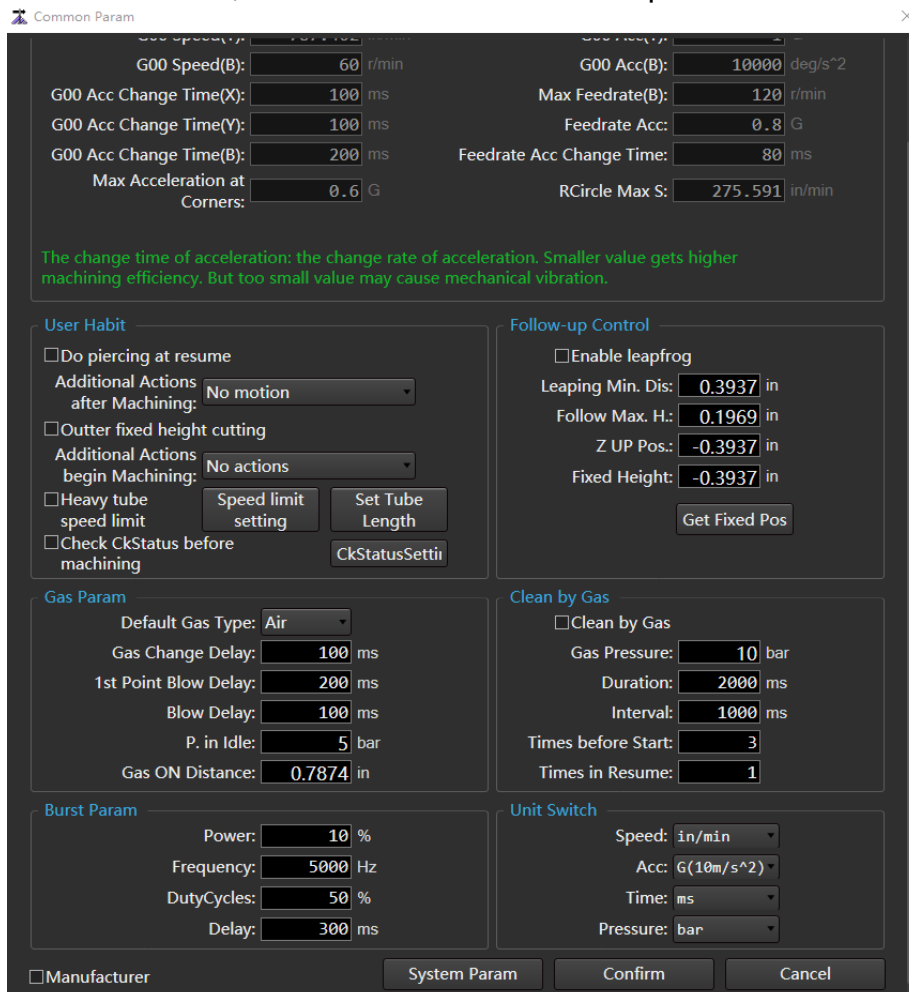 Common Param
G00 Speed(B): 60 r/min G00 Acc(B): 10000 deg/s^2
G00 Acc Change Time(X): 100 ms Max Feedrate(B): 120 r/min
G00 Acc Change Time(Y): 100 ms Feedrate Acc: 0.8 G
G00 Acc Change Time(B): 200 ms Feedrate Acc Change Time: 80 ms
Max Acceleration at
Corners: 0.6 G RCircle Max S: 275.591 in/min
The change time of acceleration: the change rate of acceleration. Smaller value gets higher
machining efficiency. But too small value may cause mechanical vibration.
User Habit
Do piercing at resume
Additional Actions
after Machining: No motion
Outter fixed height cutting
Additional Actions
begin Machining: No actions
Heavy tube
speed limit
Speed limit
setting
Set Tube
Length
Check CkStatus before
machining
CkStatusSettin
Follow-up Control
Enable leapfrog
Leaping Min. Dis: 0.3937 in
Follow Max. H.: 0.1969 in
Z UP Pos.: -0.3937 in
Fixed Height: -0.3937 in
Get Fixed Pos
Gas Param
Default Gas Type: Air
Gas Change Delay: 100 ms
1st Point Blow Delay: 200 ms
Blow Delay: 100 ms
P. in Idle: 5 bar
Gas ON Distance: 0.7874 in
Clean by Gas
Clean by Gas
Gas Pressure: 10 bar
Duration: 2000 ms
Interval: 1000 ms
Times before Start: 3
Times in Resume: 1
Burst Param
Power: 10 %
Frequency: 5000 Hz
DutyCycles: 50 %
Delay: 300 ms
Unit Switch
Speed: in/min
Acc: G(10m/s^2)
Time: ms
Pressure: bar
Manufacturer
System Param
Confirm
Cancel